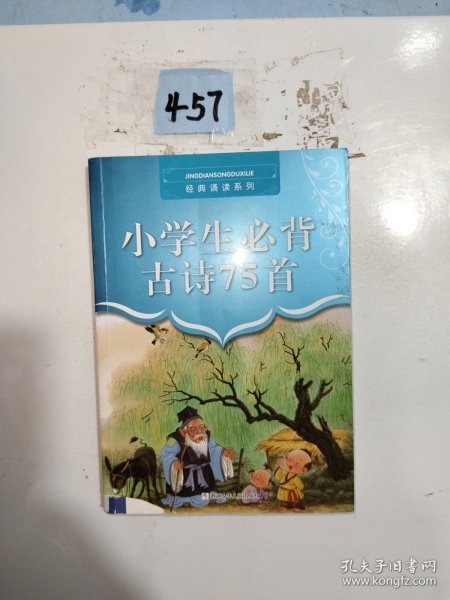 457
JINGDIANSONGDUXILIE
经典诵读系列
小学生必背
古诗75首
孔夫子旧书网
www.kongfz.com